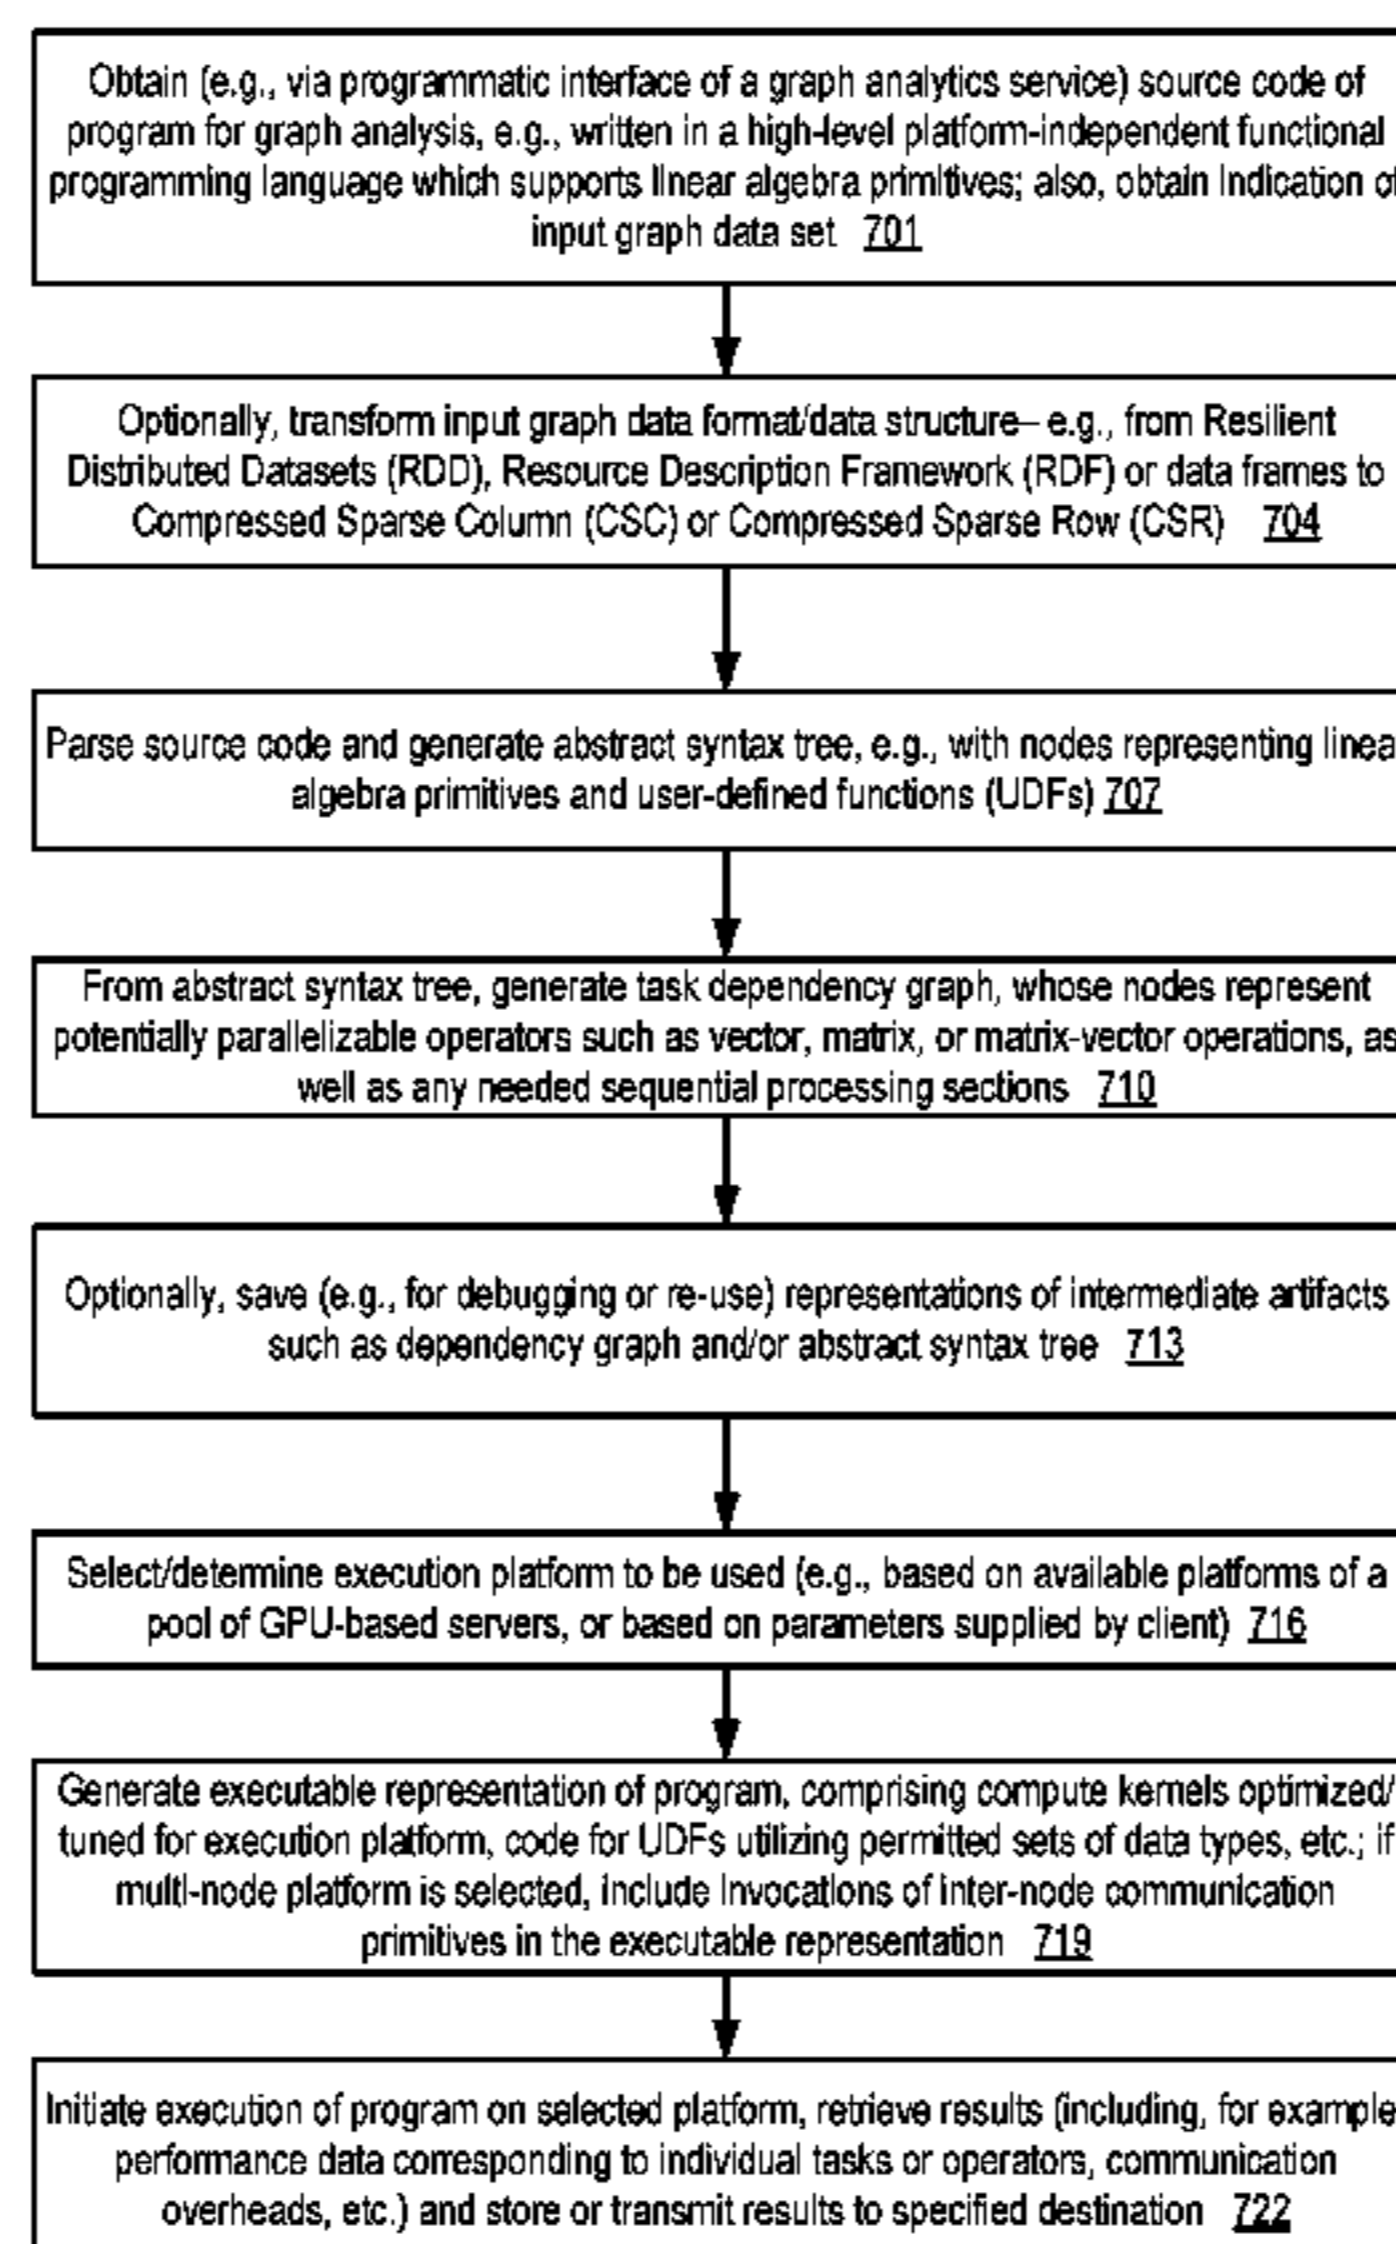 Obtain (e.g., via programmatic interface of a graph analytics service) source code of
program for graph analysis, e.g., written in a high-level platform-independent functional
programming language which supports linear algebra primitives; also, obtain indication of
input graph data set 701
Optionally, transform input graph data format/data structure– e.g., from Resilient
Distributed Datasets (RDD), Resource Description Framework (RDF) or data frames to
Compressed Sparse Column (CSC) or Compressed Sparse Row (CSR) 704
Parse source code and generate abstract syntax tree, e.g., with nodes representing linea
algebra primitives and user-defined functions (UDFs) 707
From abstract syntax tree, generate task dependency graph, whose nodes represent
potentially parallelizable operators such as vector, matrix, or matrix-vector operations, as
well as any needed sequential processing sections 710
Optionally, save (e.g., for debugging or re-use) representations of intermediate artifacts
such as dependency graph and/or abstract syntax tree 713
Select/determine execution platform to be used (e.g., based on available platforms of a
pool of GPU-based servers, or based on parameters supplied by client) 716
Generate executable representation of program, comprising compute kernels optimized/
tuned for execution platform, code for UDFs utilizing permitted sets of data types, etc.; if
multi-node platform is selected, include invocations of inter-node communication
primitives in the executable representation 719
Initiate execution of program on selected platform, retrieve results (including, for example
performance data corresponding to individual tasks or operators, communication
overheads, etc.) and store or transmit results to specified destination 722